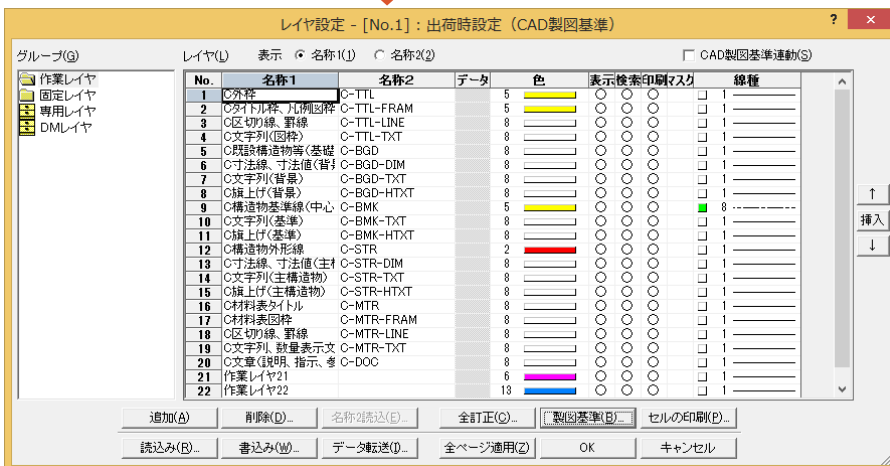 レイヤ設定 - [No.1] : 出荷時設定（CAD製図基準） ? ×
グループ(G) レイヤ(L) 表示 名称1(1) 名称2(2) CAD製図基準連動(S)
作業レイヤ
固定レイヤ
専用レイヤ
DMレイヤ
No. 名称1 名称2 データ 色 表示 検索 印刷 マスク 線種
1 C外枠 C-TTL 5 1
2 Cタイトル枠、凡例図枠 C-TTL-FRAM 5 1
3 C区切り線、罫線 C-TTL-LINE 8 1
4 C文字列(図枠) C-TTL-TXT 8 1
5 C既設構造物等(基礎 C-BGD 8 1
6 C寸法線、寸法値(背景 C-BGD-DIM 8 1
7 C文字列(背景) C-BGD-TXT 8 1
8 C旗上げ(背景) C-BGD-HTXT 8 1
9 C構造物基準線(中心 C-BMK 5 8
10 C文字列(基準) C-BMK-TXT 8 1
11 C旗上げ(基準) C-BMK-HTXT 8 1
12 C構造物外形線 C-STR 2 1
13 C寸法線、寸法値(主構 C-STR-DIM 8 1
14 C文字列(主構造物) C-STR-TXT 8 1
15 C旗上げ(主構造物) C-STR-HTXT 8 1
16 C材料表タイトル C-MTR 8 1
17 C材料表図枠 C-MTR-FRAM 8 1
18 C区切り線、罫線 C-MTR-LINE 8 1
19 C文字列、数量表示文 C-MTR-TXT 8 1
20 C文章(説明、指示、参 C-DOC 8 1
21 作業レイヤ21 6 1
22 作業レイヤ22 13 1
↑
挿入
↓
追加(A) 削除(D)... 名称2読込(E)... 全訂正(C)... 製図基準(B)... セルの印刷(P)...
読込み(R)... 書込み(W)... データ転送(I)... 全ページ適用(Z) OK キャンセル